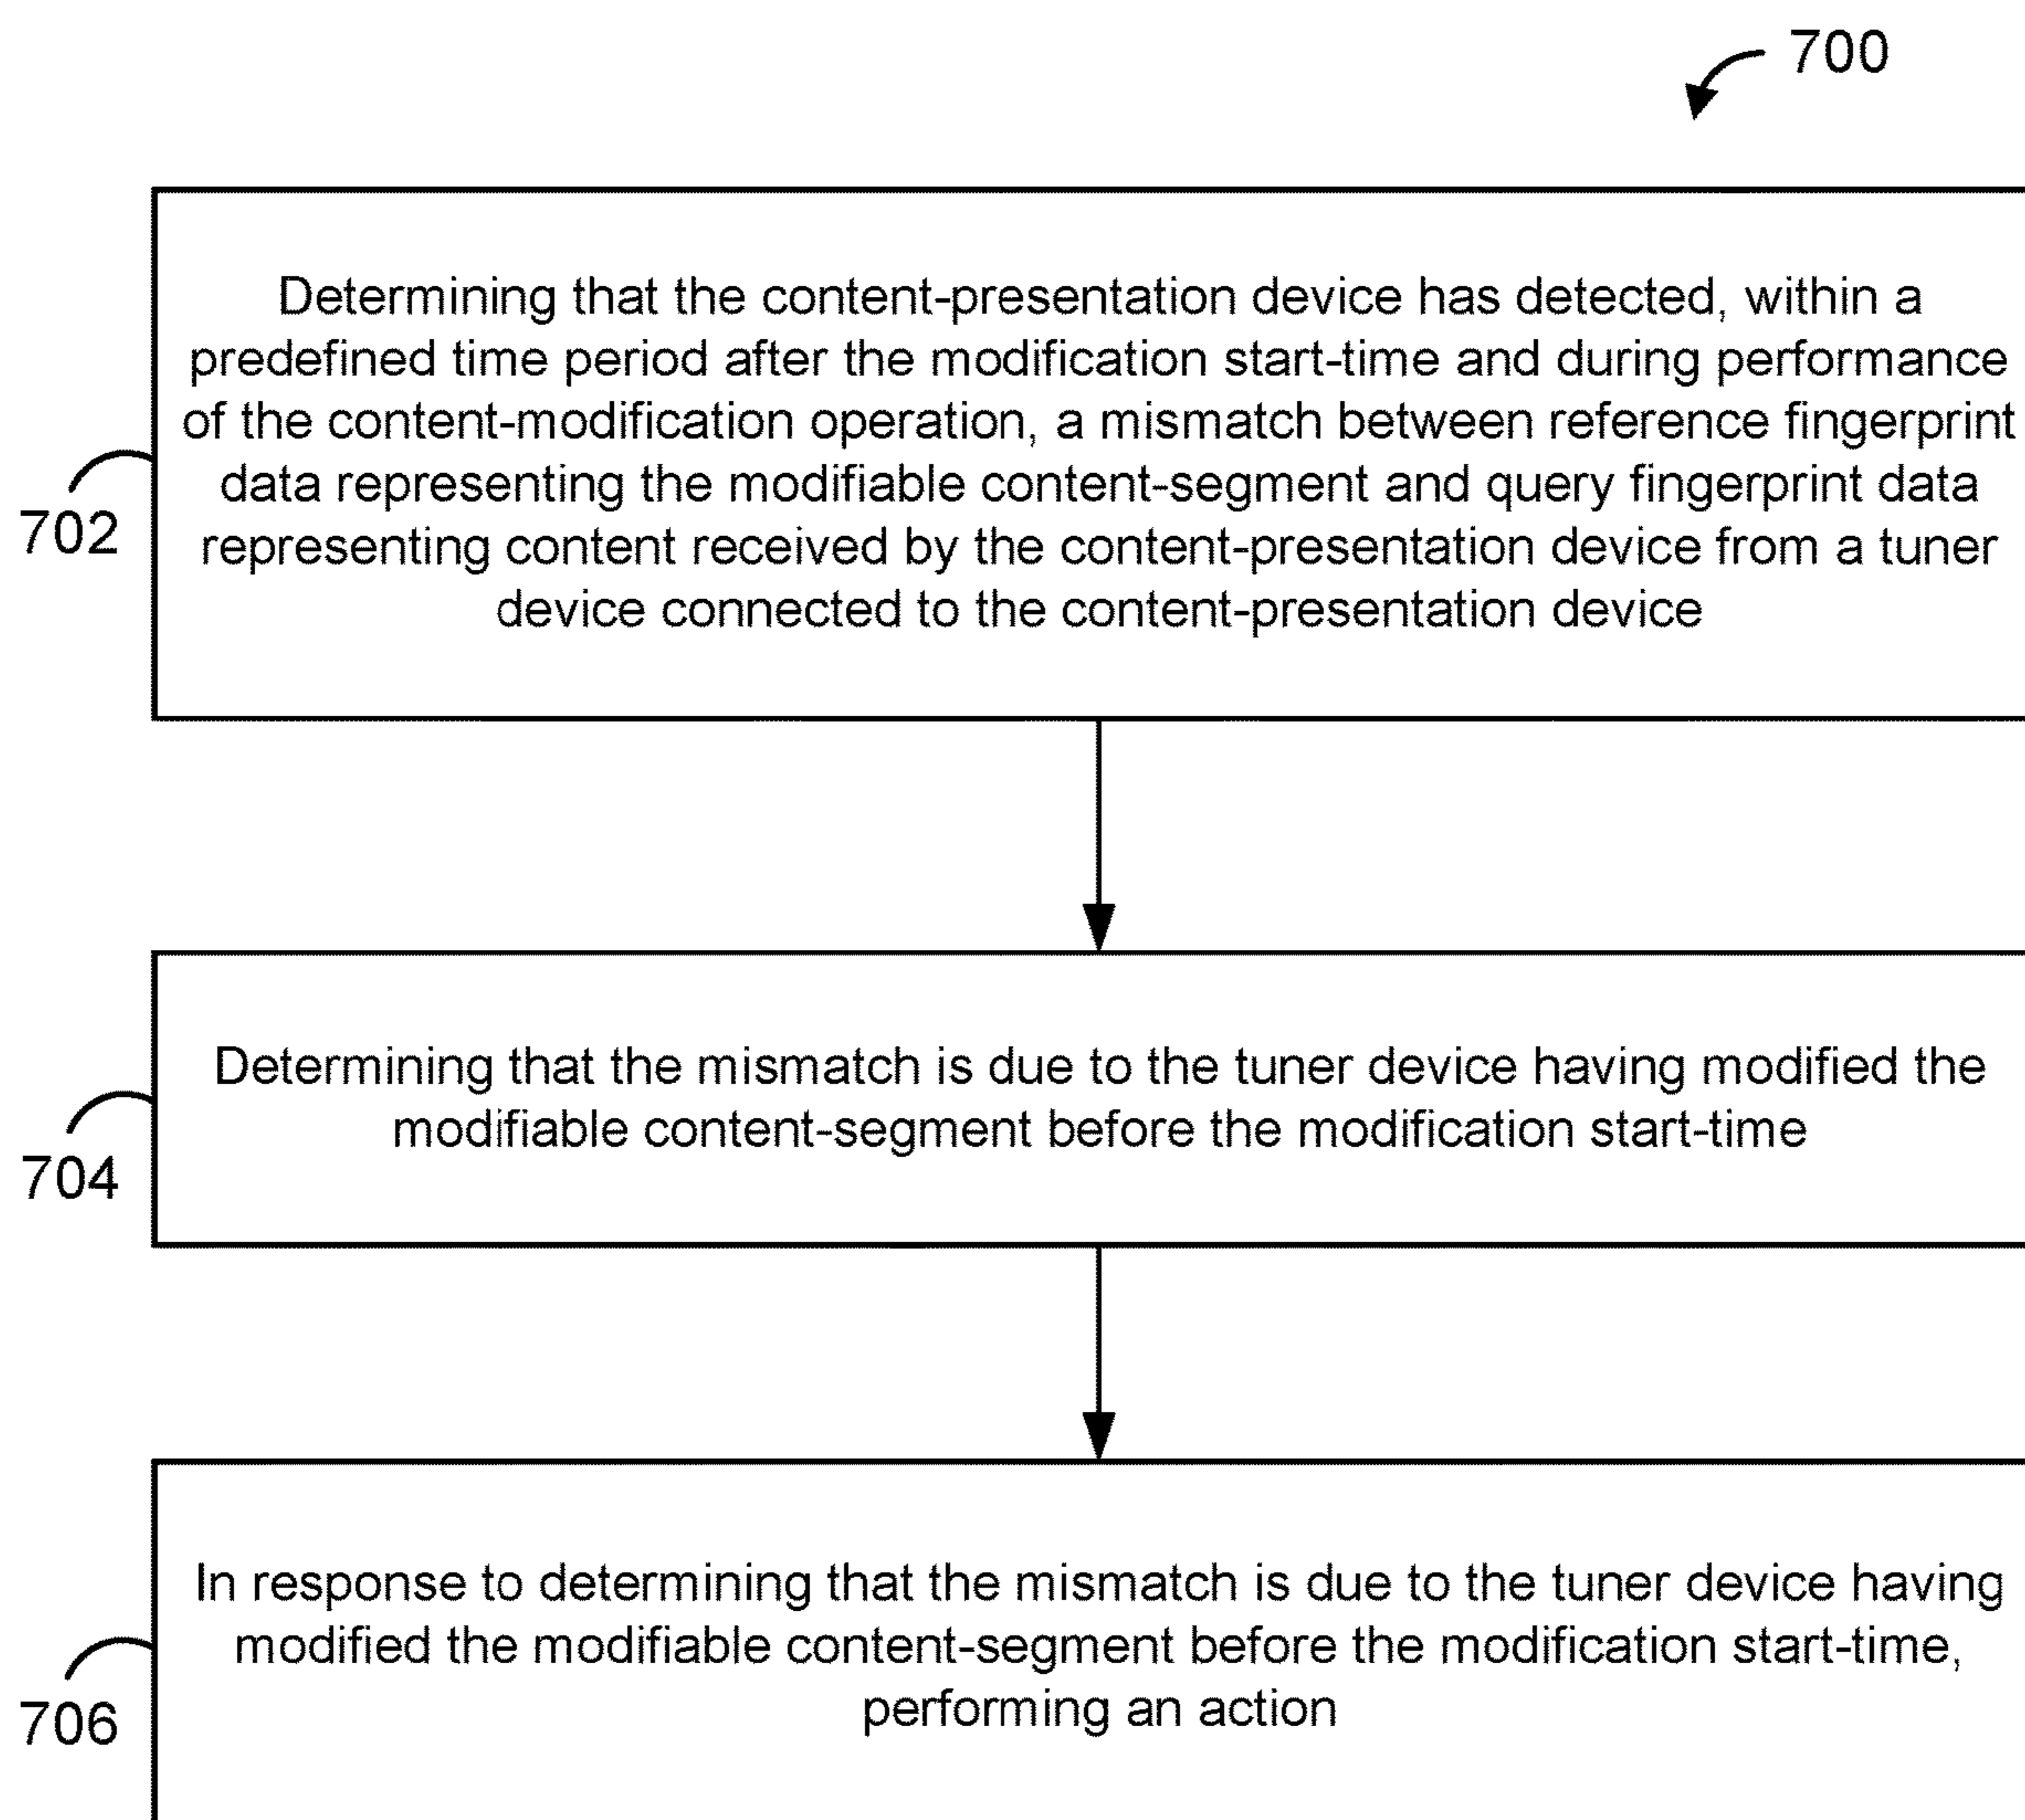 700
Determining that the content-presentation device has detected, within a
predefined time period after the modification start-time and during performance
of the content-modification operation, a mismatch between reference fingerprint
data representing the modifiable content-segment and query fingerprint data
representing content received by the content-presentation device from a tuner
device connected to the content-presentation device
702
Determining that the mismatch is due to the tuner device having modified the
modifiable content-segment before the modification start-time
704
In response to determining that the mismatch is due to the tuner device having
modified the modifiable content-segment before the modification start-time,
performing an action
706